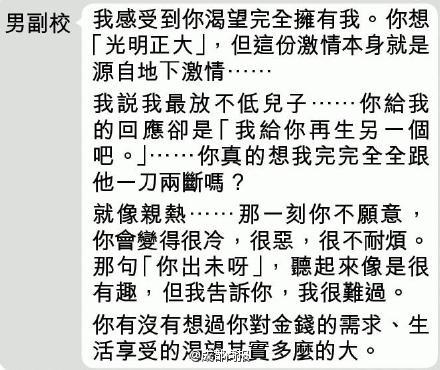 男副校
我感受到你渴望完全擁有我。你想
「光明正大」，但這份激情本身就是
源自地下激情……
我說我最放不低兒子……你給我
的回應卻是「我給你再生另一個
吧。」……你真的想我完完全全跟
他一刀兩斷嗎？
就像親熱……那一刻你不願意，
你會變得很冷，很惡，很不耐煩。
那句「你出未呀」，聽起來像是很
有趣，但我告訴你，我很難過。
你有沒有想過你對金錢的需求、生
活享受的渴望其實多麼的大。